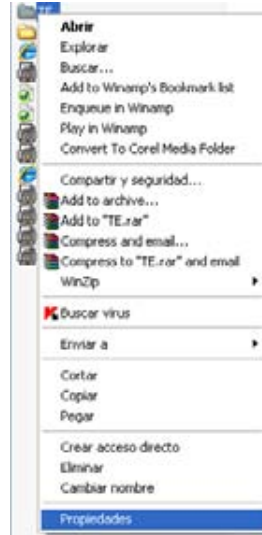 TE
Abrir
Explorar
Buscar...
Add to Winamp's Bookmark list
Enqueue in Winamp
Play in Winamp
Convert To Corel Media Folder
Compartir y seguridad...
Add to archive...
Add to "TE.rar"
Compress and email...
Compress to "TE.rar" and email
WinZip
Buscar virus
Enviar a
Cortar
Copiar
Pegar
Crear acceso directo
Eliminar
Cambiar nombre
Propiedades